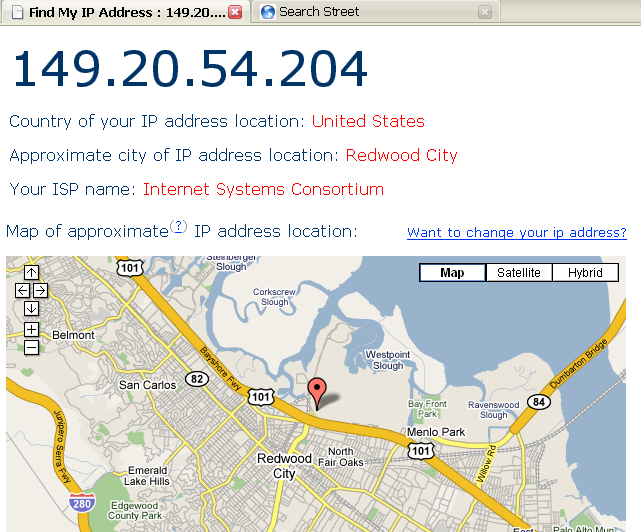 Find My IP Address : 149.20....
Search Street
149.20.54.204
Country of your IP address location: United States
Approximate city of IP address location: Redwood City
Your ISP name: Internet Systems Consortium
Map of approximate(?) IP address location:
Want to change your ip address?
Map
Satellite
Hybrid
101
Steinberger
Slough
Corkscrew
Slough
Belmont
Bayshore Fwy
Westpoint
Slough
Dumbarton Bridge
San Carlos
82
101
Bay Front
Park
Ravenswood
Slough
84
Junipero Serra Fwy
Menlo Park
101
Willow Rd
Redwood
City
North
Fair Oaks
Emerald
Lake Hills
280
Edgewood
County Park
East
Palo Alto Mun